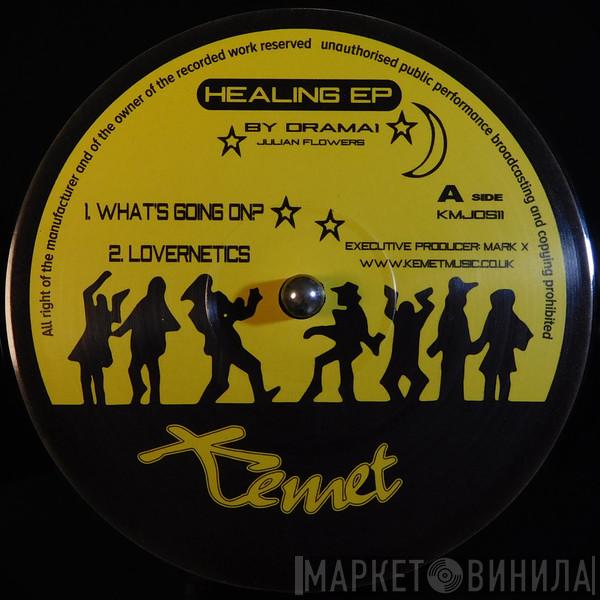 All right of the manufacturer and of the owner of the recorded work reserved unauthorised public performance broadcasting and copying prohibited
HEALING EP
BY DRAMA1
JULIAN FLOWERS
A SIDE
KMJ0511
1. WHAT'S GOING ON?
2. LOVERNETICS
EXECUTIVE PRODUCER: MARK X
WWW.KEMETMUSIC.CO.UK
Kemet
МАРКЕТ ВИНИЛА